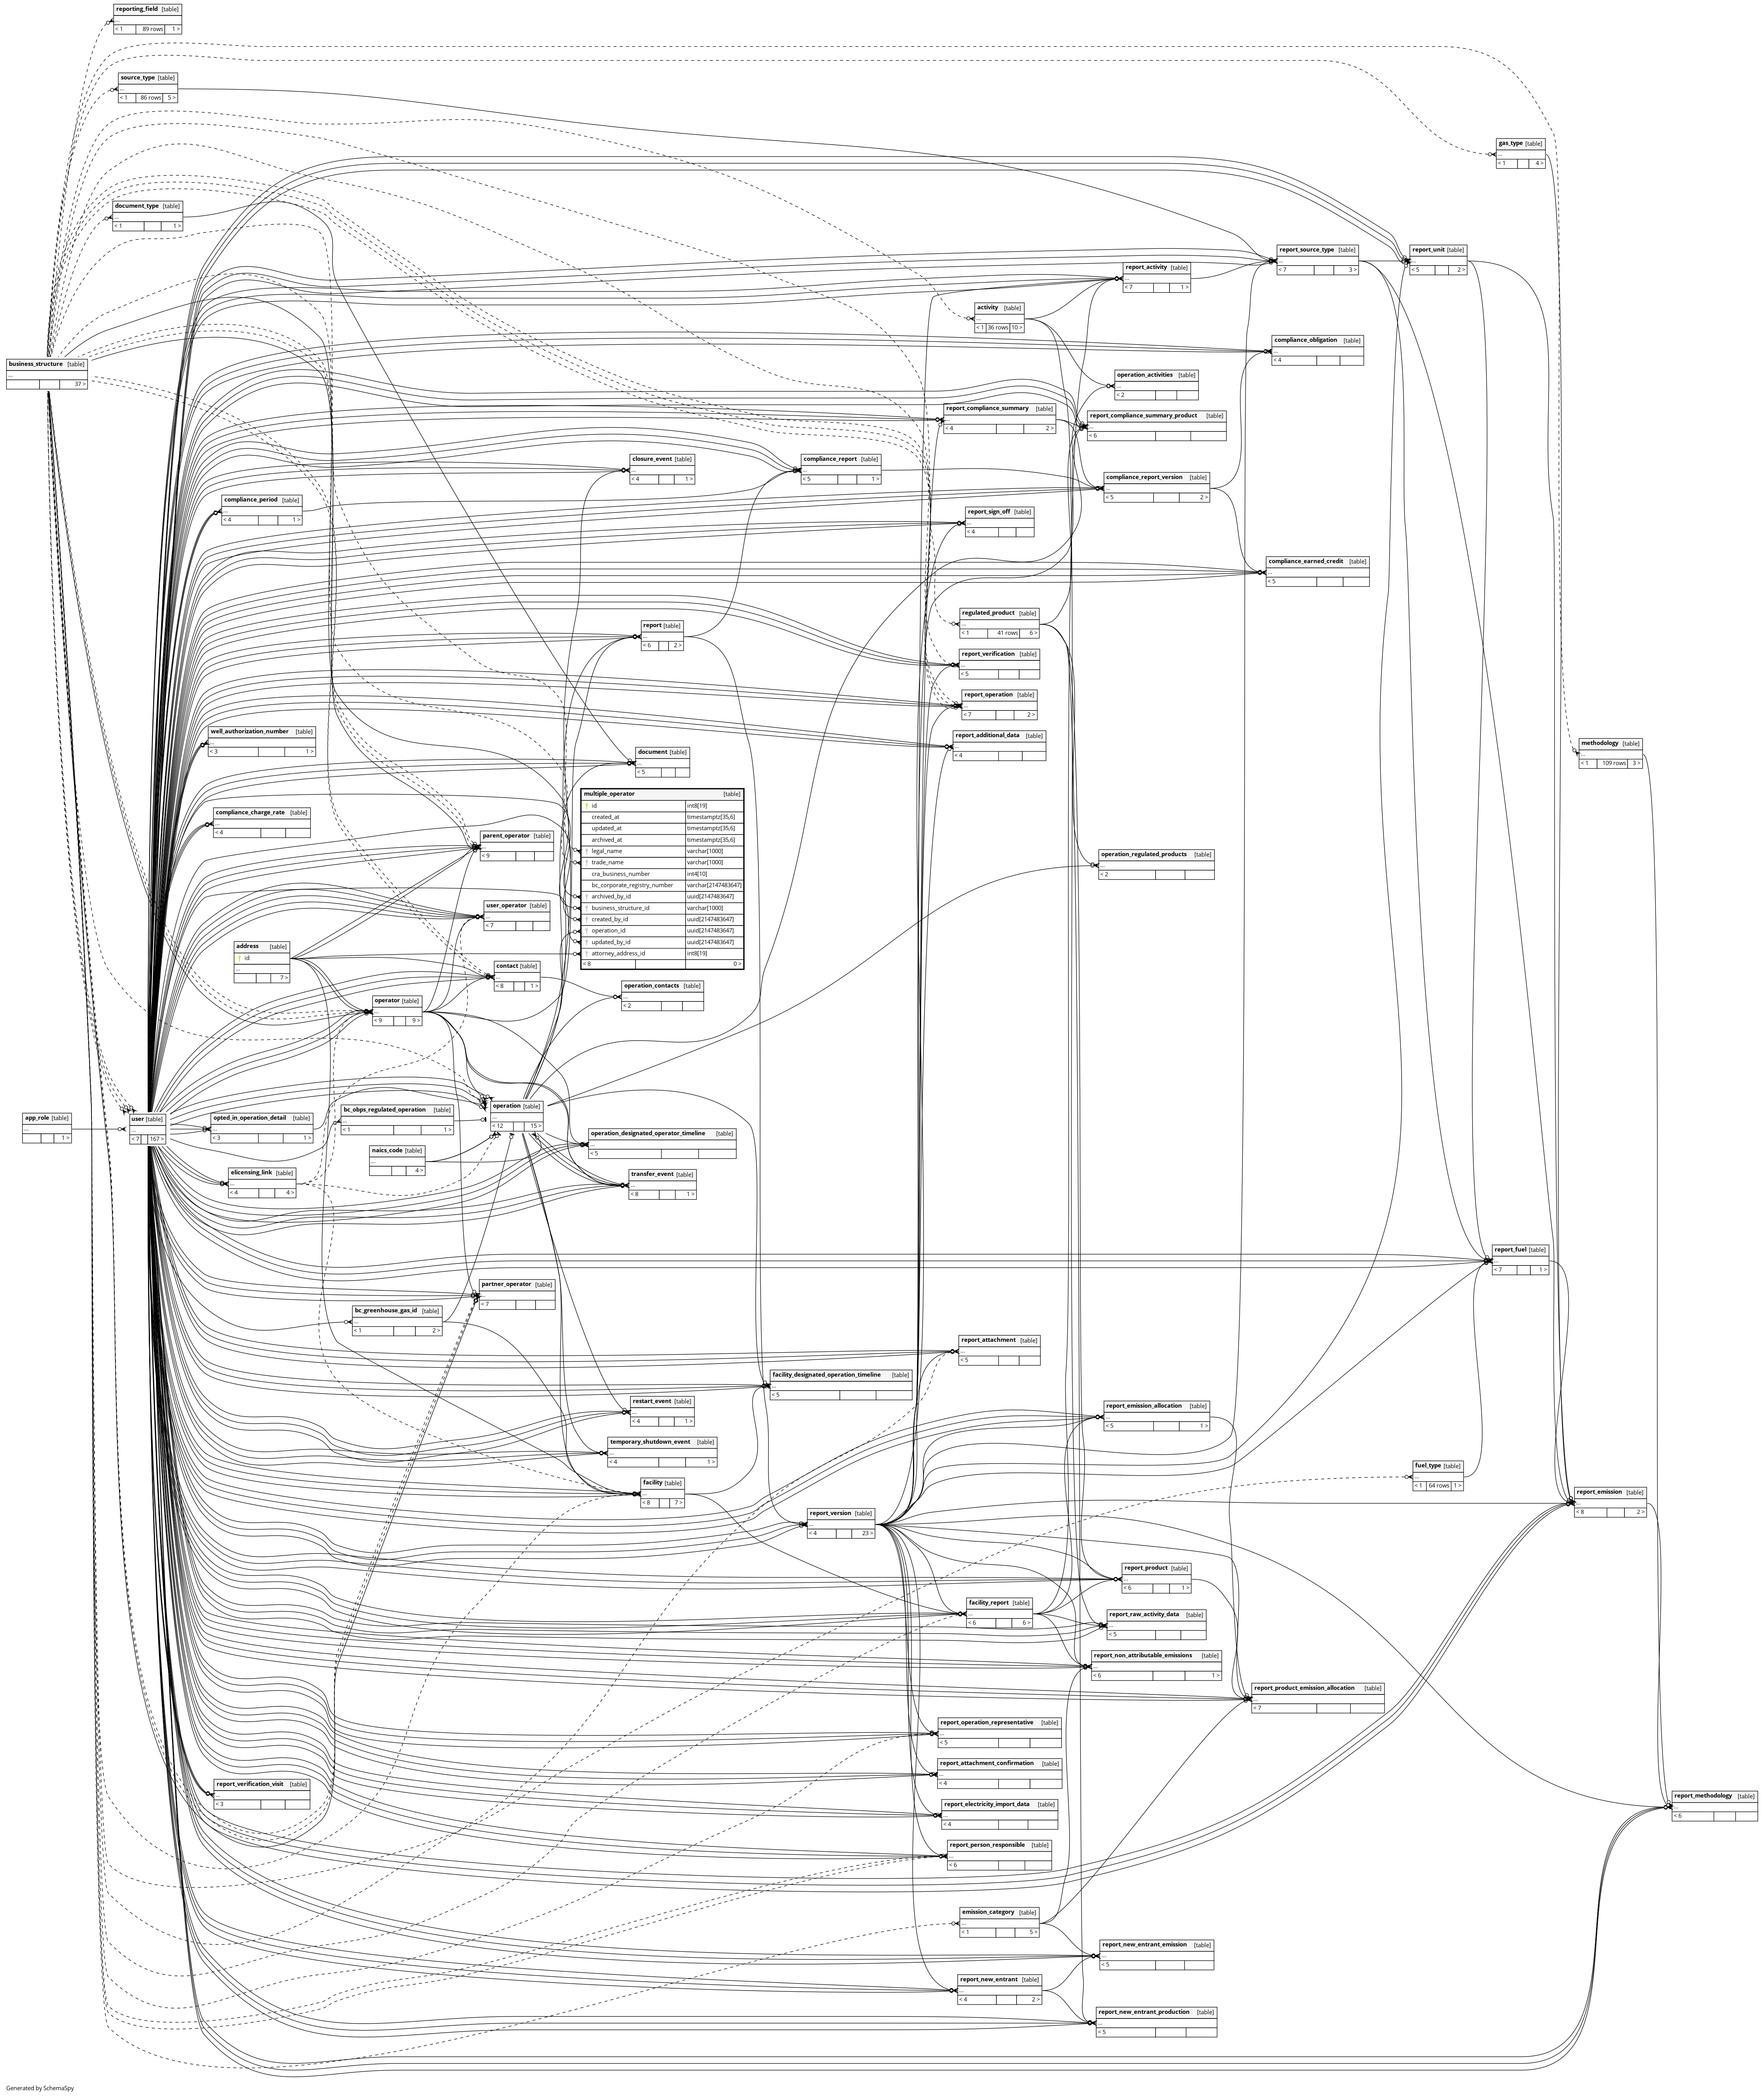 reporting_field [table]
...
< 1 89 rows 1 >
source_type [table]
...
< 1 86 rows 5 >
gas_type [table]
...
< 1 4 >
document_type [table]
...
< 1 1 >
report_source_type [table]
...
< 7 3 >
report_unit [table]
...
< 5 2 >
report_activity [table]
...
< 7 1 >
activity [table]
...
< 1 36 rows 10 >
compliance_obligation [table]
...
< 4
business_structure [table]
...
37 >
operation_activities [table]
...
< 2
report_compliance_summary [table]
...
< 4 2 >
report_compliance_summary_product [table]
...
< 6
closure_event [table]
...
< 4 1 >
compliance_report [table]
...
< 5 1 >
compliance_report_version [table]
...
< 5 2 >
compliance_period [table]
...
< 4 1 >
report_sign_off [table]
...
< 4
compliance_earned_credit [table]
...
< 5
regulated_product [table]
...
< 1 41 rows 6 >
report [table]
...
< 6 2 >
report_verification [table]
...
< 5
report_operation [table]
...
< 7 2 >
well_authorization_number [table]
...
< 3 1 >
report_additional_data [table]
...
< 4
methodology [table]
...
< 1 109 rows 3 >
document [table]
...
< 5
multiple_operator [table]
id int8[19]
created_at timestamptz[35,6]
updated_at timestamptz[35,6]
archived_at timestamptz[35,6]
legal_name varchar[1000]
trade_name varchar[1000]
cra_business_number int4[10]
bc_corporate_registry_number varchar[2147483647]
archived_by_id uuid[2147483647]
business_structure_id varchar[1000]
created_by_id uuid[2147483647]
operation_id uuid[2147483647]
updated_by_id uuid[2147483647]
attorney_address_id int8[19]
< 8 0 >
compliance_charge_rate [table]
...
< 4
parent_operator [table]
...
< 9
operation_regulated_products [table]
...
< 2
user_operator [table]
...
< 7
address [table]
id
...
7 >
contact [table]
...
< 8 1 >
operation_contacts [table]
...
< 2
operator [table]
...
< 9 9 >
app_role [table]
...
1 >
user [table]
...
< 7 167 >
opted_in_operation_detail [table]
...
< 3 1 >
bc_obps_regulated_operation [table]
...
< 1 1 >
operation [table]
...
< 12 15 >
naics_code [table]
...
4 >
operation_designated_operator_timeline [table]
...
< 5
elicensing_link [table]
...
< 4 4 >
transfer_event [table]
...
< 8 1 >
report_fuel [table]
...
< 7 1 >
partner_operator [table]
...
< 7
bc_greenhouse_gas_id [table]
...
< 1 2 >
report_attachment [table]
...
< 5
facility_designated_operation_timeline [table]
...
< 5
restart_event [table]
...
< 4 1 >
report_emission_allocation [table]
...
< 5 1 >
temporary_shutdown_event [table]
...
< 4 1 >
fuel_type [table]
...
< 1 64 rows 1 >
facility [table]
...
< 8 7 >
report_emission [table]
...
< 8 2 >
report_version [table]
...
< 4 23 >
report_product [table]
...
< 6 1 >
facility_report [table]
...
< 6 6 >
report_raw_activity_data [table]
...
< 5
report_non_attributable_emissions [table]
...
< 6 1 >
report_product_emission_allocation [table]
...
< 7
report_operation_representative [table]
...
< 5
report_attachment_confirmation [table]
...
< 4
report_verification_visit [table]
...
< 3
report_methodology [table]
...
< 6
report_electricity_import_data [table]
...
< 4
report_person_responsible [table]
...
< 6
emission_category [table]
...
< 1 5 >
report_new_entrant_emission [table]
...
< 5
report_new_entrant [table]
...
< 4 2 >
report_new_entrant_production [table]
...
< 5
Generated by SchemaSpy